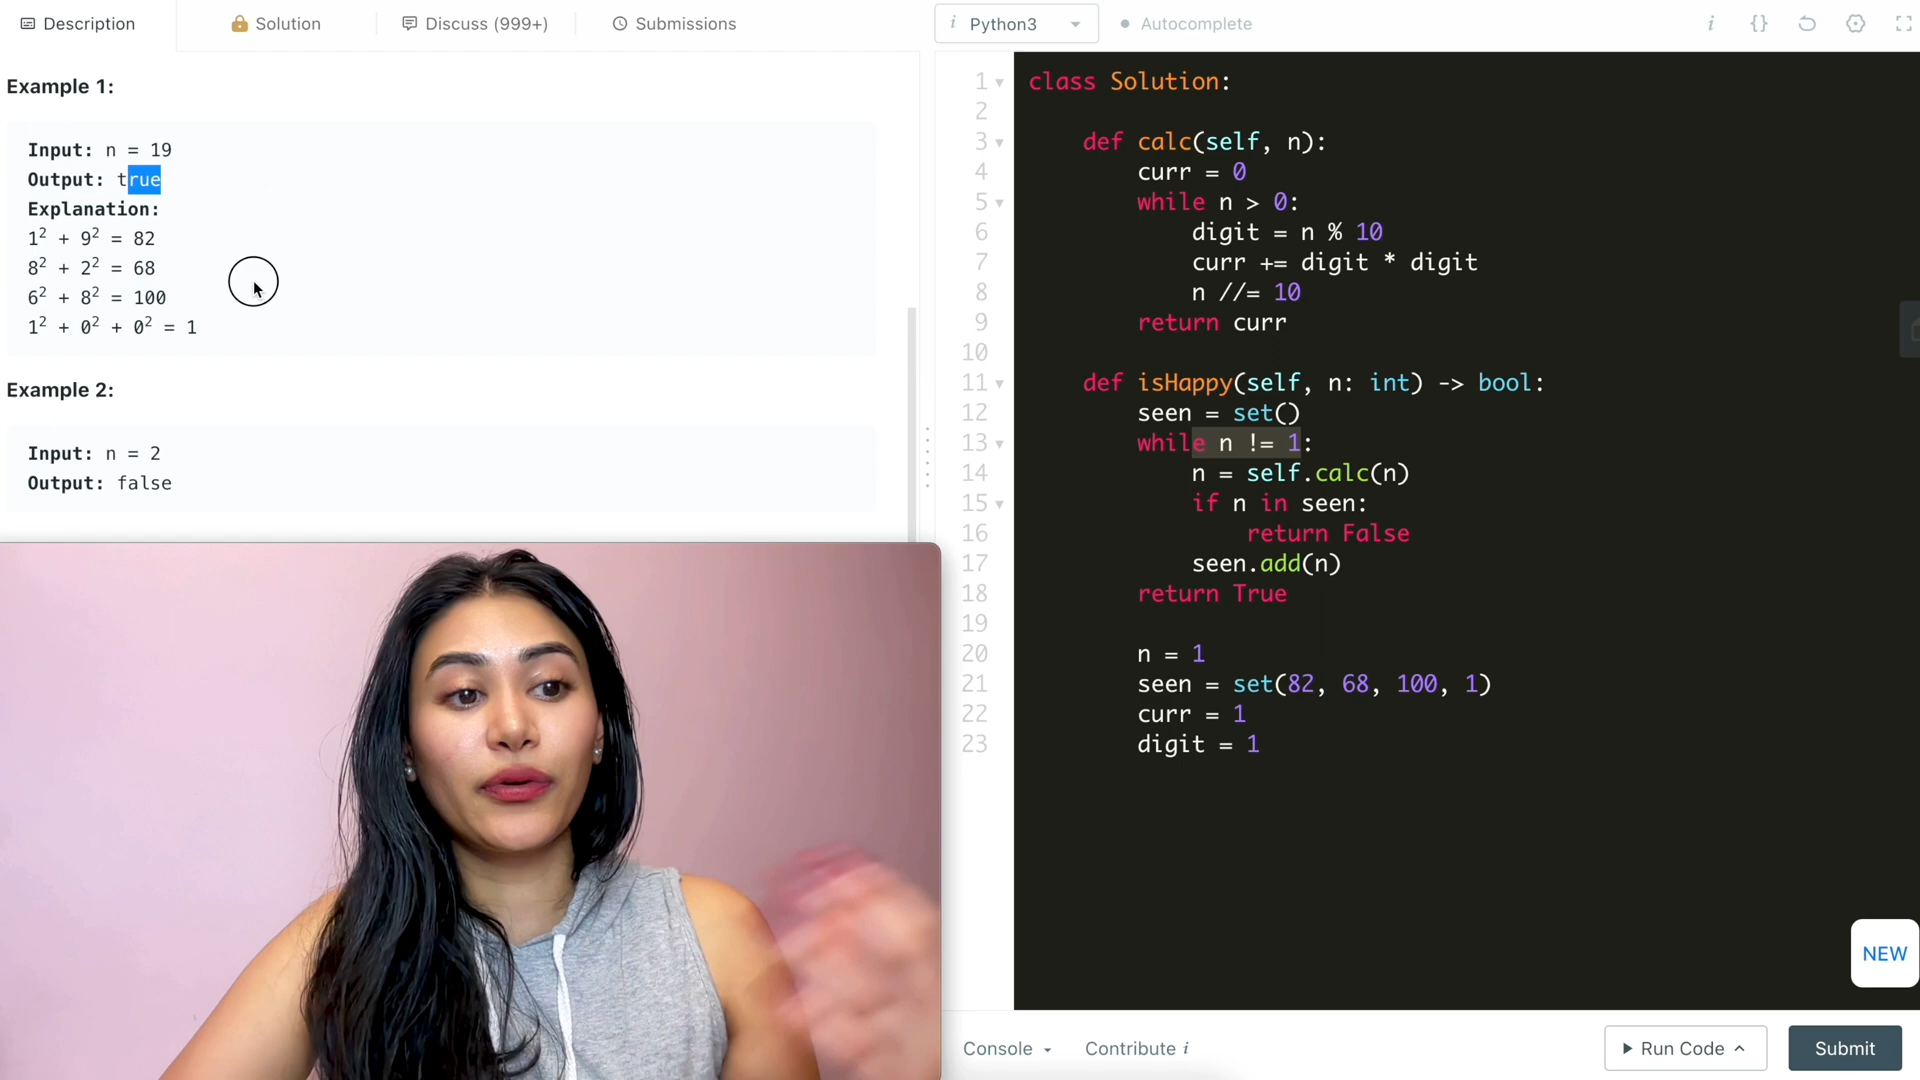 Description
Solution
Discuss (999+)
Submissions
i Python3
Autocomplete
i {}
Example 1:
Input: n = 19
Output: true
Explanation:
1² + 9² = 82
8² + 2² = 68
6² + 8² = 100
1² + 0² + 0² = 1
Example 2:
Input: n = 2
Output: false
1 class Solution:
2
3 def calc(self, n):
4 curr = 0
5 while n > 0:
6 digit = n % 10
7 curr += digit * digit
8 n //= 10
9 return curr
10
11 def isHappy(self, n: int) -> bool:
12 seen = set()
13 while n != 1:
14 n = self.calc(n)
15 if n in seen:
16 return False
17 seen.add(n)
18 return True
19
20 n = 1
21 seen = set(82, 68, 100, 1)
22 curr = 1
23 digit = 1
NEW
Console
Contribute i
Run Code
Submit